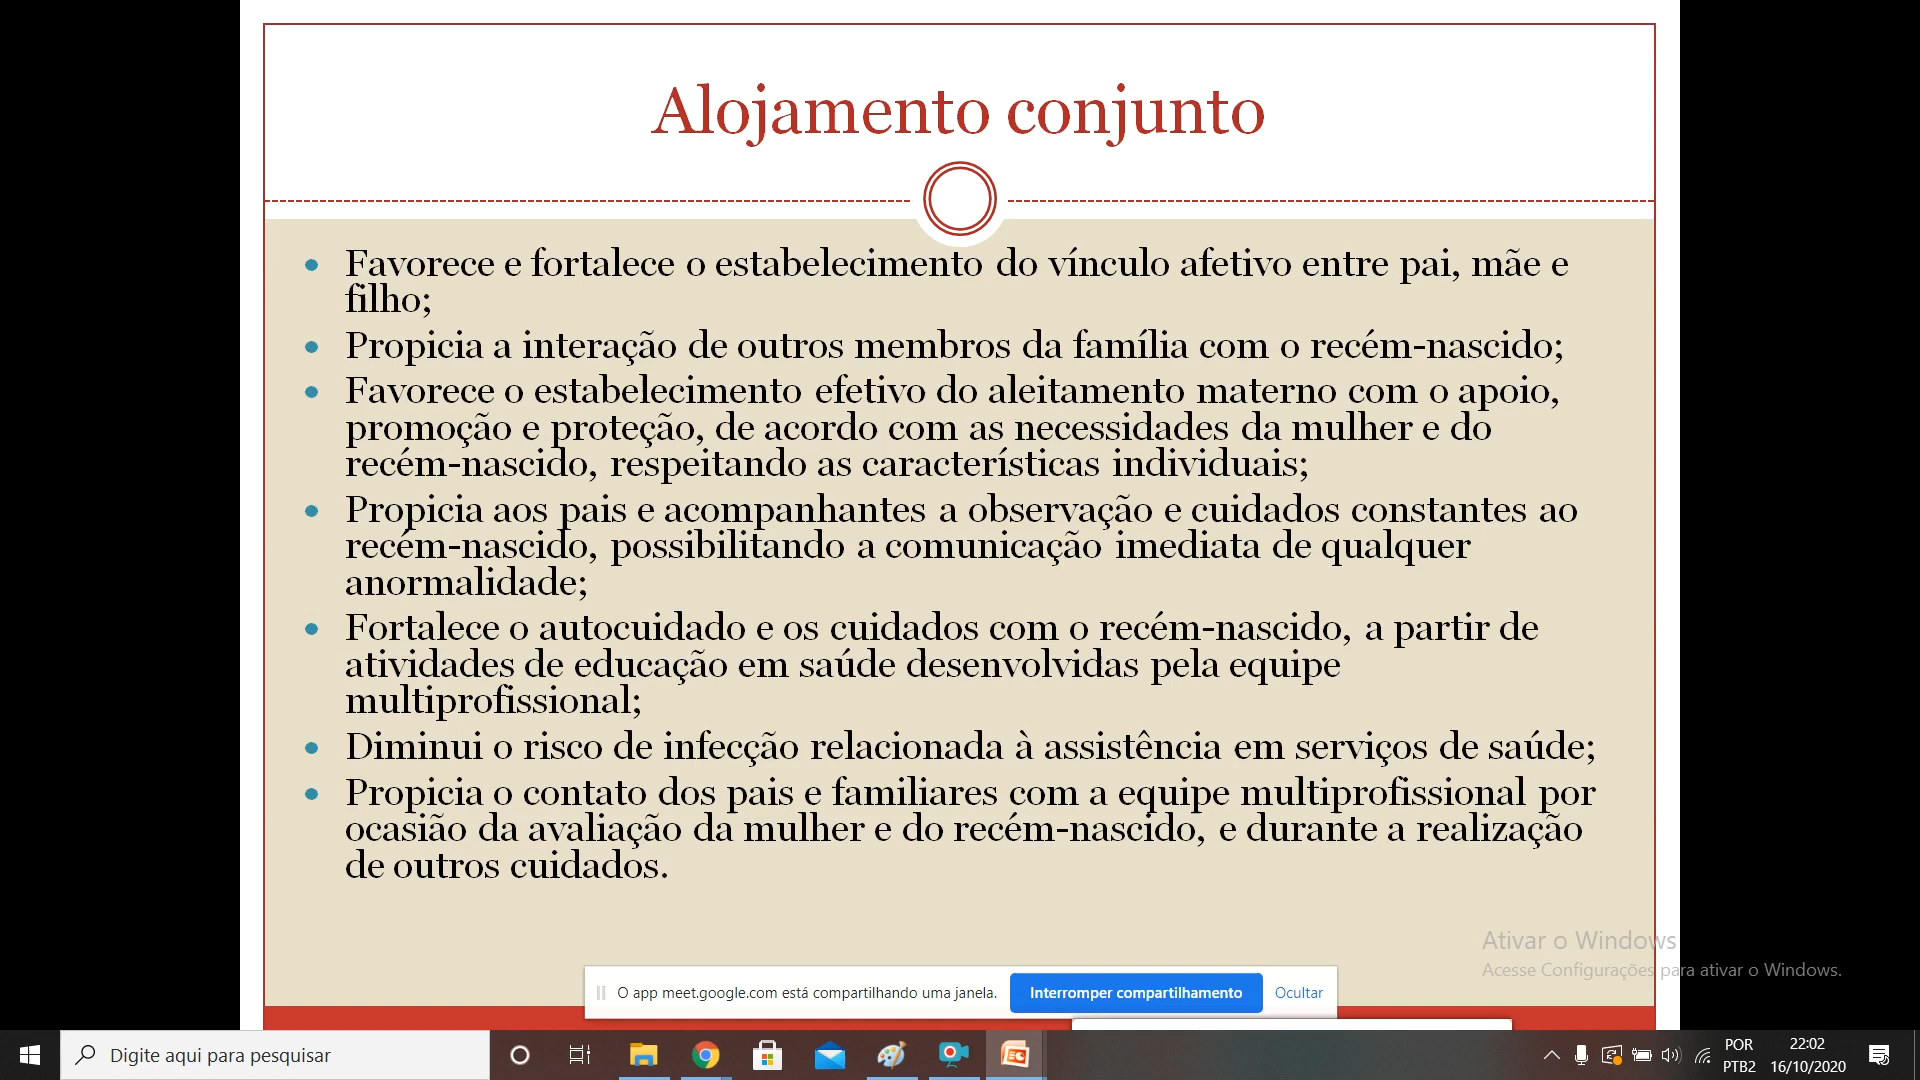 Alojamento conjunto
• Favorece e fortalece o estabelecimento do vínculo afetivo entre pai, mãe e
filho;
• Propicia a interação de outros membros da família com o recém-nascido;
• Favorece o estabelecimento efetivo do aleitamento materno com o apoio,
promoção e proteção, de acordo com as necessidades da mulher e do
recém-nascido, respeitando as características individuais;
• Propicia aos pais e acompanhantes a observação e cuidados constantes ao
recém-nascido, possibilitando a comunicação imediata de qualquer
anormalidade;
• Fortalece o autocuidado e os cuidados com o recém-nascido, a partir de
atividades de educação em saúde desenvolvidas pela equipe
multiprofissional;
• Diminui o risco de infecção relacionada à assistência em serviços de saúde;
• Propicia o contato dos pais e familiares com a equipe multiprofissional por
ocasião da avaliação da mulher e do recém-nascido, e durante a realização
de outros cuidados.
Ativar o Windows
Acesse Configurações para ativar o Windows.
O app meet.google.com está compartilhando uma janela. Interromper compartilhamento Ocultar
Digite aqui para pesquisar
POR 22:02
PTB2 16/10/2020